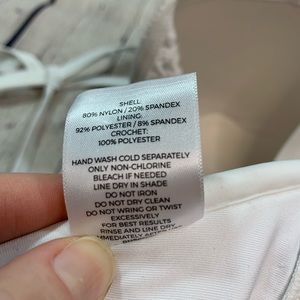 SHELL
80% NYLON / 20% SPANDEX
LINING:
92% POLYESTER / 8% SPANDEX
CROCHET:
100% POLYESTER
HAND WASH COLD SEPARATELY
ONLY NON-CHLORINE
BLEACH IF NEEDED
LINE DRY IN SHADE
DO NOT IRON
DO NOT DRY CLEAN
DO NOT WRING OR TWIST
EXCESSIVELY
FOR BEST RESULTS
RINSE AND LINE DRY
IMMEDIATELY AFTER